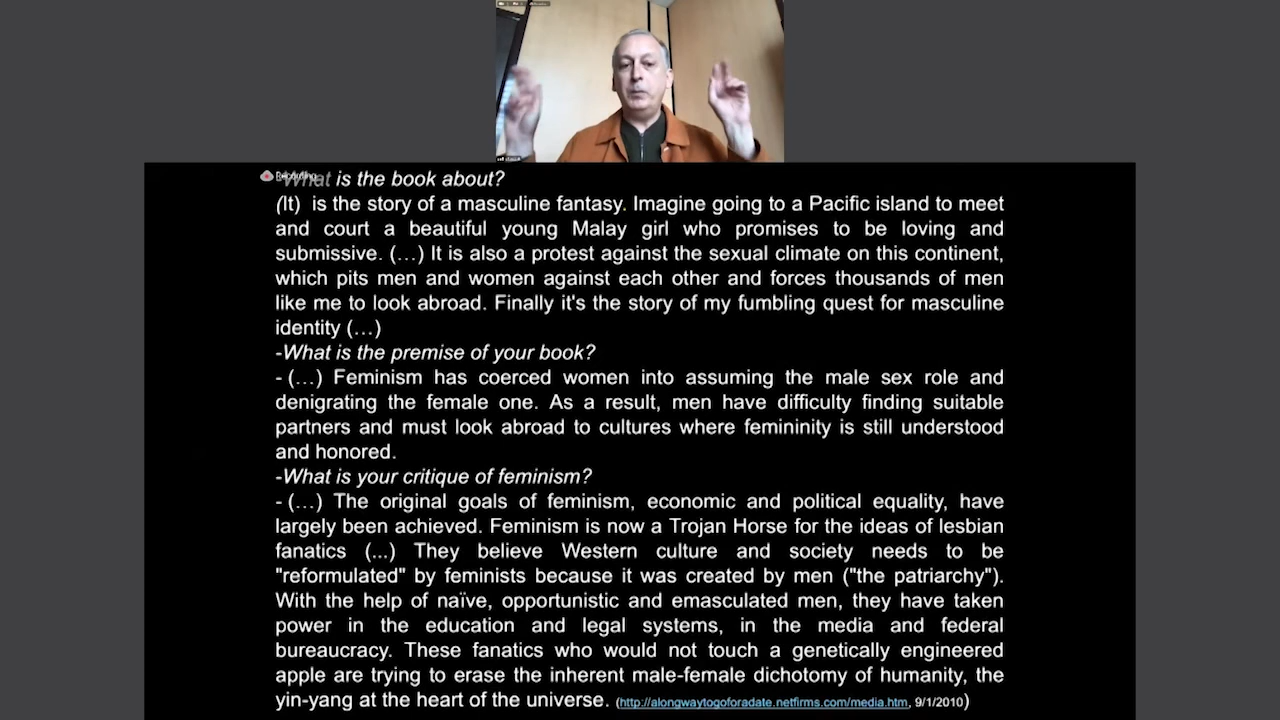 -What is the book about?
(It) is the story of a masculine fantasy. Imagine going to a Pacific island to meet
and court a beautiful young Malay girl who promises to be loving and
submissive. (…) It is also a protest against the sexual climate on this continent,
which pits men and women against each other and forces thousands of men
like me to look abroad. Finally it's the story of my fumbling quest for masculine
identity (…)
-What is the premise of your book?
- (…) Feminism has coerced women into assuming the male sex role and
denigrating the female one. As a result, men have difficulty finding suitable
partners and must look abroad to cultures where femininity is still understood
and honored.
-What is your critique of feminism?
- (…) The original goals of feminism, economic and political equality, have
largely been achieved. Feminism is now a Trojan Horse for the ideas of lesbian
fanatics (...) They believe Western culture and society needs to be
"reformulated" by feminists because it was created by men ("the patriarchy").
With the help of naïve, opportunistic and emasculated men, they have taken
power in the education and legal systems, in the media and federal
bureaucracy. These fanatics who would not touch a genetically engineered
apple are trying to erase the inherent male-female dichotomy of humanity, the
yin-yang at the heart of the universe. (http://alongwaytogoforadate.netfirms.com/media.htm, 9/1/2010)